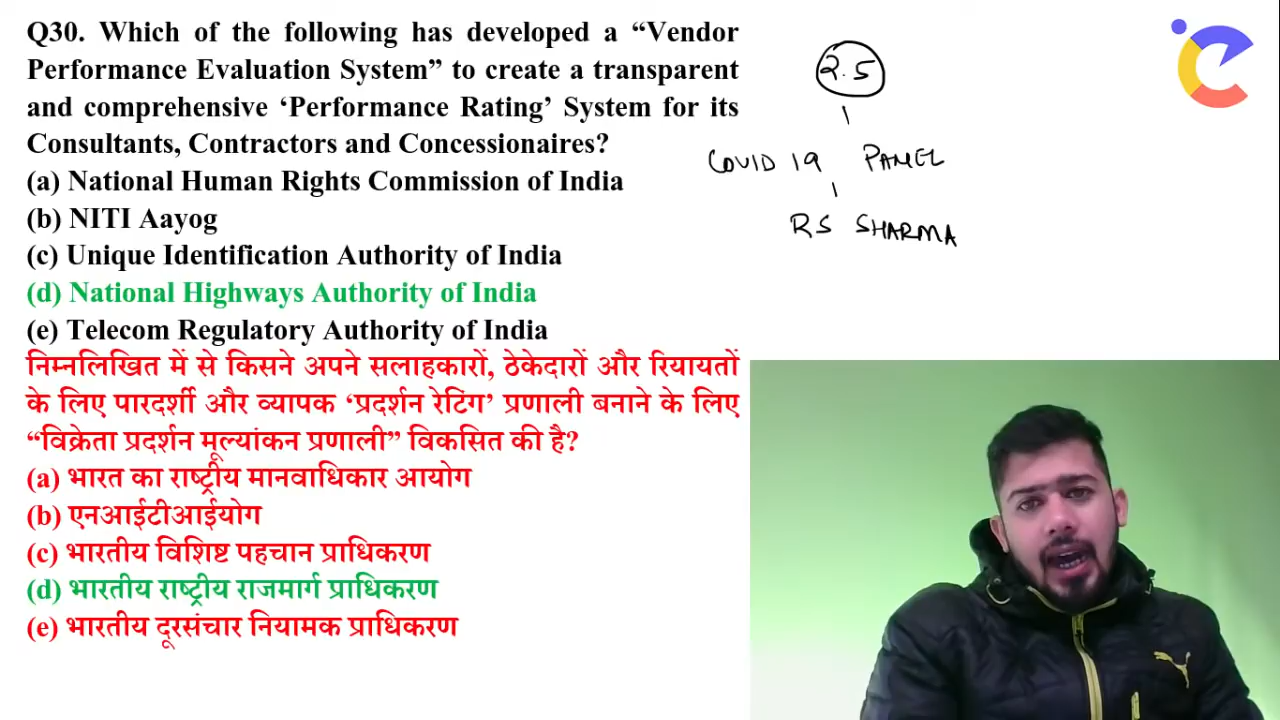 Q30. Which of the following has developed a “Vendor
Performance Evaluation System” to create a transparent
and comprehensive ‘Performance Rating’ System for its
Consultants, Contractors and Concessionaires?
(a) National Human Rights Commission of India
(b) NITI Aayog
(c) Unique Identification Authority of India
(d) National Highways Authority of India
(e) Telecom Regulatory Authority of India
निम्नलिखित में से किसने अपने सलाहकारों, ठेकेदारों और रियायतों
के लिए पारदर्शी और व्यापक ‘प्रदर्शन रेटिंग’ प्रणाली बनाने के लिए
“विक्रेता प्रदर्शन मूल्यांकन प्रणाली” विकसित की है?
(a) भारत का राष्ट्रीय मानवाधिकार आयोग
(b) एनआईटीआईयोग
(c) भारतीय विशिष्ट पहचान प्राधिकरण
(d) भारतीय राष्ट्रीय राजमार्ग प्राधिकरण
(e) भारतीय दूरसंचार नियामक प्राधिकरण
2.5
COVID 19 PANEL
RS SHARMA